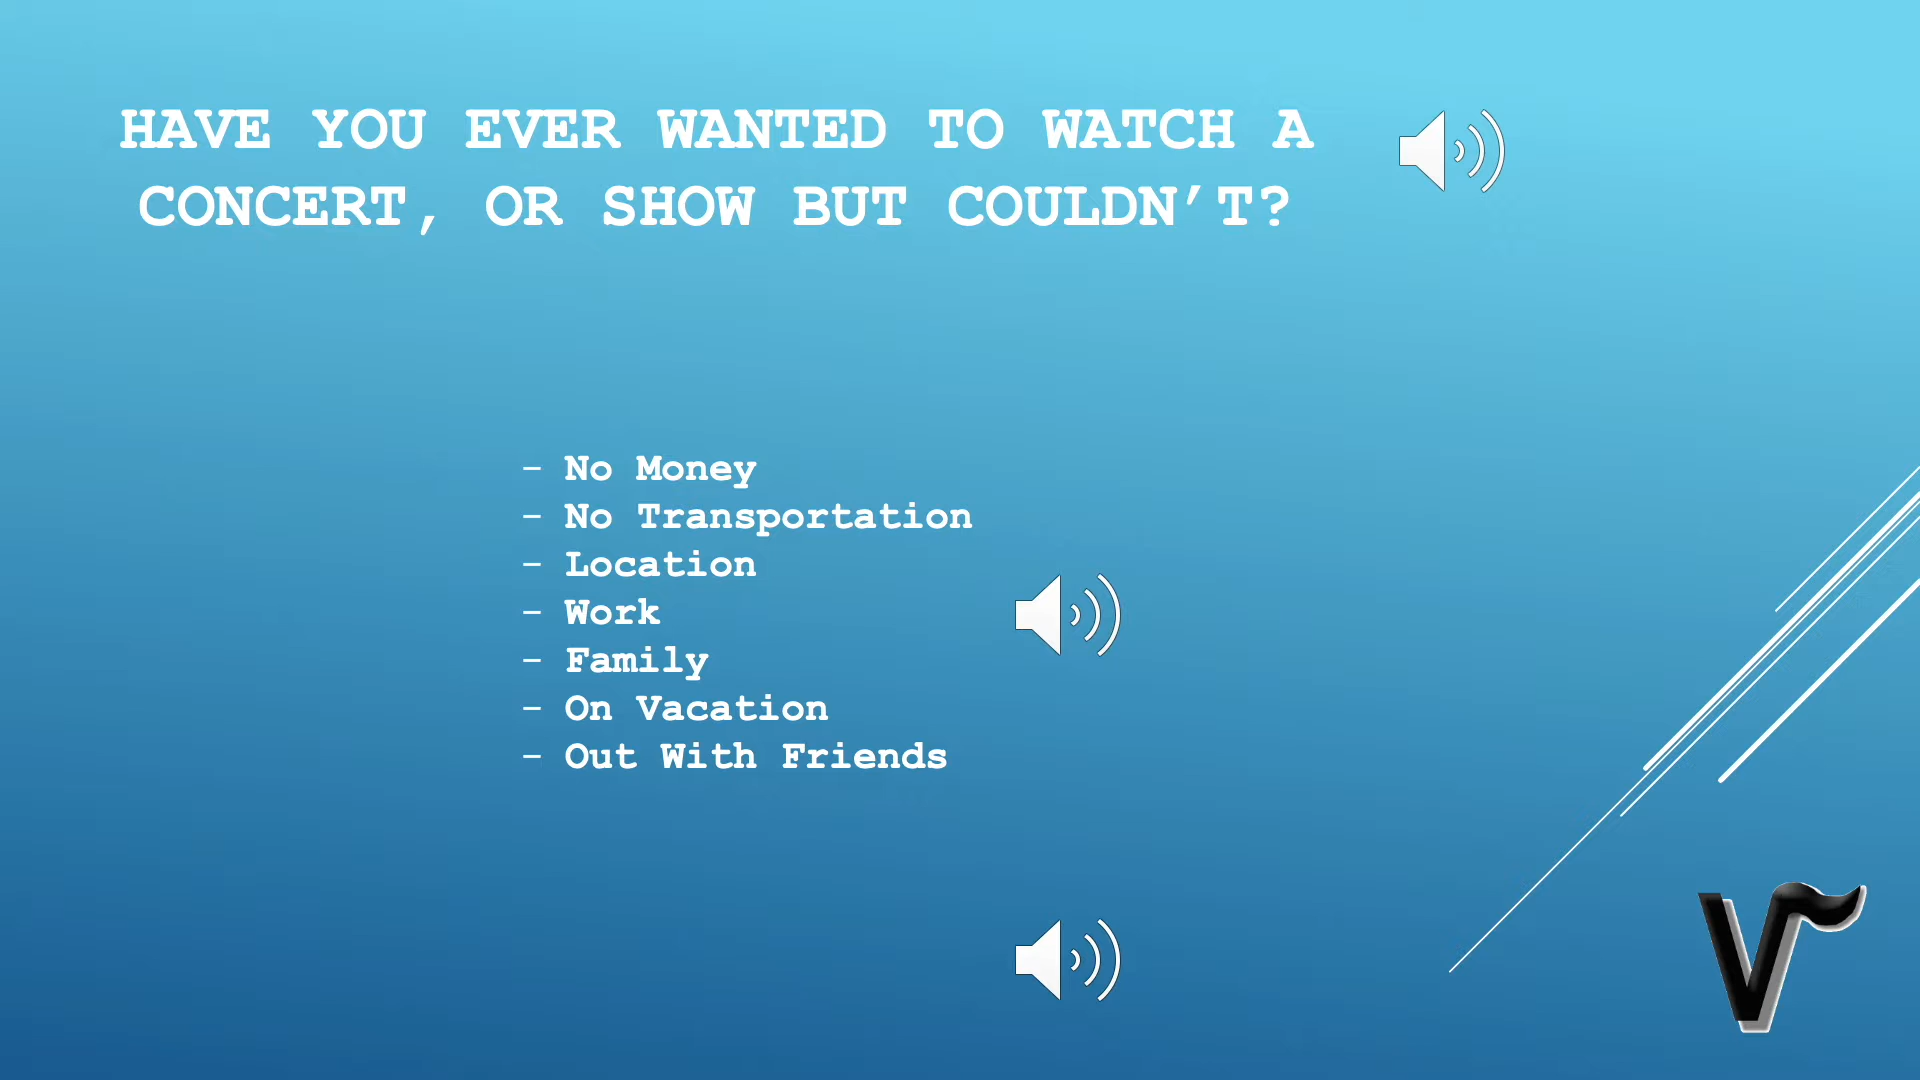 HAVE YOU EVER WANTED TO WATCH A
CONCERT, OR SHOW BUT COULDN’T?
- No Money
- No Transportation
- Location
- Work
- Family
- On Vacation
- Out With Friends